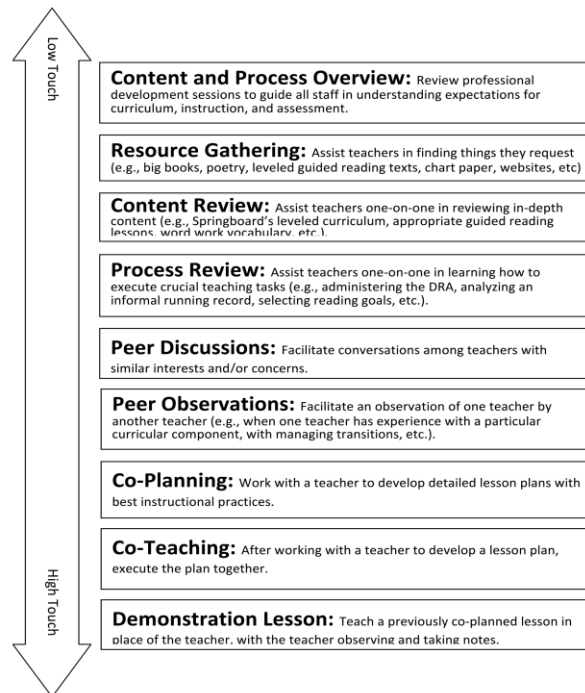 Low Touch
Content and Process Overview: Review professional
development sessions to guide all staff in understanding expectations for
curriculum, instruction, and assessment.
Resource Gathering: Assist teachers in finding things they request
(e.g., big books, poetry, leveled guided reading texts, chart paper, websites, etc)
Content Review: Assist teachers one-on-one in reviewing in-depth
content (e.g., Springboard's leveled curriculum, appropriate guided reading
lessons, word work vocabulary, etc.).
Process Review: Assist teachers one-on-one in learning how to
execute crucial teaching tasks (e.g., administering the DRA, analyzing an
informal running record, selecting reading goals, etc.).
Peer Discussions: Facilitate conversations among teachers with
similar interests and/or concerns.
Peer Observations: Facilitate an observation of one teacher by
another teacher (e.g., when one teacher has experience with a particular
curricular component, with managing transitions, etc.).
Co-Planning: Work with a teacher to develop detailed lesson plans with
best instructional practices.
Co-Teaching: After working with a teacher to develop a lesson plan,
execute the plan together.
High Touch
Demonstration Lesson: Teach a previously co-planned lesson in
place of the teacher, with the teacher observing and taking notes.